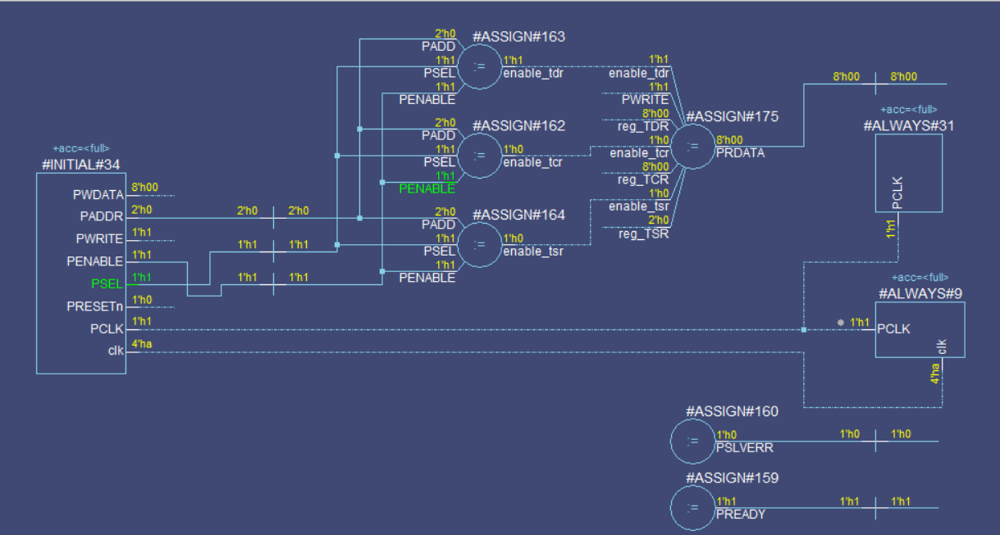 +acc=<full>
#INITIAL#34
PWDATA 8'h00
PADDR 2'h0
PWRITE 1'h1
PENABLE 1'h1
PSEL 1'h1
PRESETn 1'h0
PCLK 1'h1
clk 4'ha
2'h0 2'h0
1'h1 1'h1
1'h1 1'h1
#ASSIGN#163
2'h0
PADD
1'h1
PSEL
1'h1
PENABLE
:=
1'h1
enable_tdr
#ASSIGN#162
2'h0
PADD
1'h1
PSEL
1'h1
PENABLE
:=
1'h0
enable_tcr
#ASSIGN#164
2'h0
PADD
1'h1
PSEL
1'h1
PENABLE
:=
1'h0
enable_tsr
#ASSIGN#175
1'h1
enable_tdr
1'h1
PWRITE
8'h00
reg_TDR
1'h0
enable_tcr
8'h00
reg_TCR
1'h0
enable_tsr
2'h0
reg_TSR
:=
8'h00
PRDATA
8'h00 8'h00
+acc=<full>
#ALWAYS#31
PCLK
1'h1
+acc=<full>
#ALWAYS#9
1'h1 PCLK
clk
4'ha
#ASSIGN#160
:=
1'h0
PSLVERR
1'h0 1'h0
#ASSIGN#159
:=
1'h1
PREADY
1'h1 1'h1